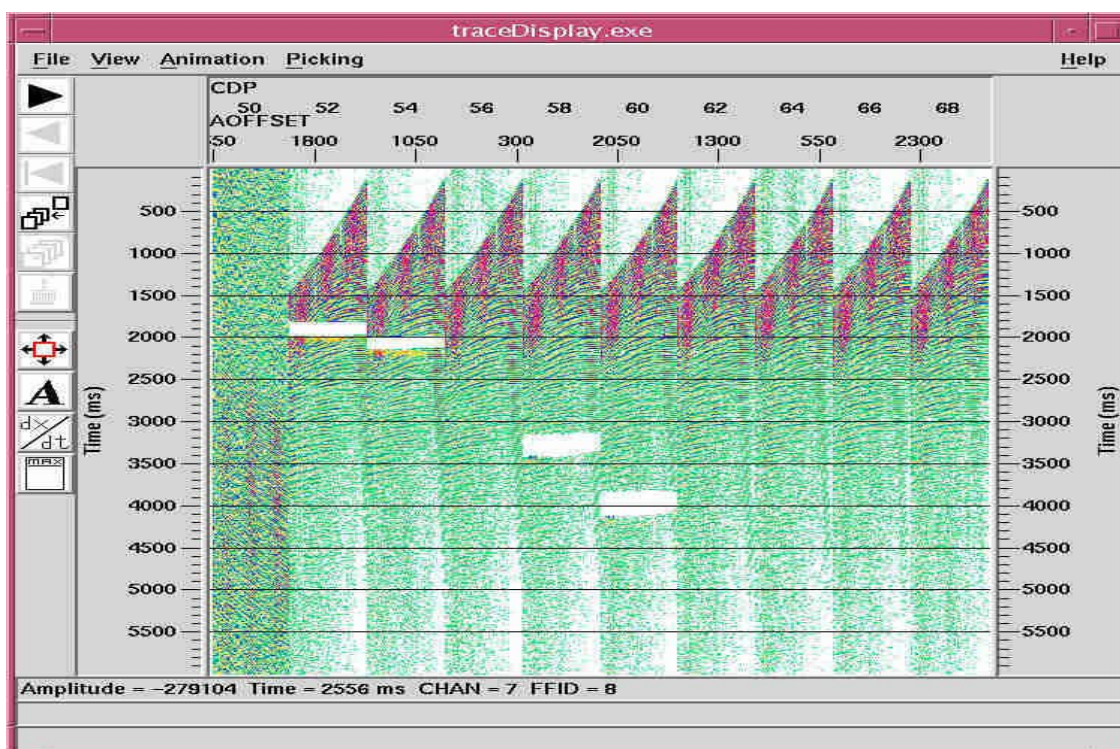 traceDisplay.exe
File View Animation Picking Help
CDP
50 52 54 56 58 60 62 64 66 68
AOFFSET
50 1800 1050 300 2050 1300 550 2300
500 500
1000 1000
1500 1500
2000 2000
2500 2500
3000 3000
3500 3500
4000 4000
4500 4500
5000 5000
5500 5500
Time (ms) Time (ms)
A
dx/dt
MAX
Amplitude = -279104 Time = 2556 ms CHAN = 7 FFID = 8